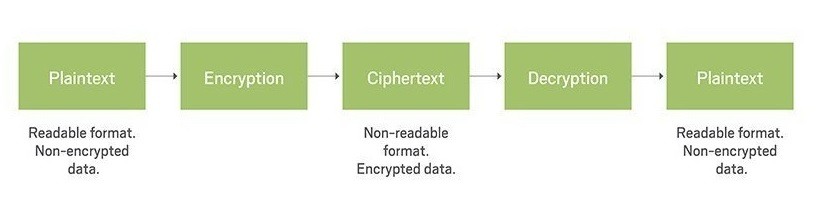 Plaintext
Encryption
Ciphertext
Decryption
Plaintext
Readable format.
Non-encrypted
data.
Non-readable
format.
Encrypted data.
Readable format.
Non-encrypted
data.